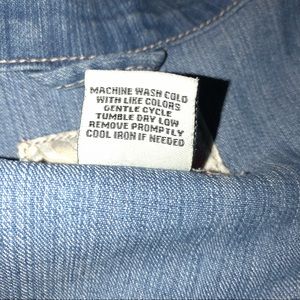 MACHINE WASH COLD
WITH LIKE COLORS
GENTLE CYCLE
TUMBLE DRY LOW
REMOVE PROMPTLY
COOL IRON IF NEEDED